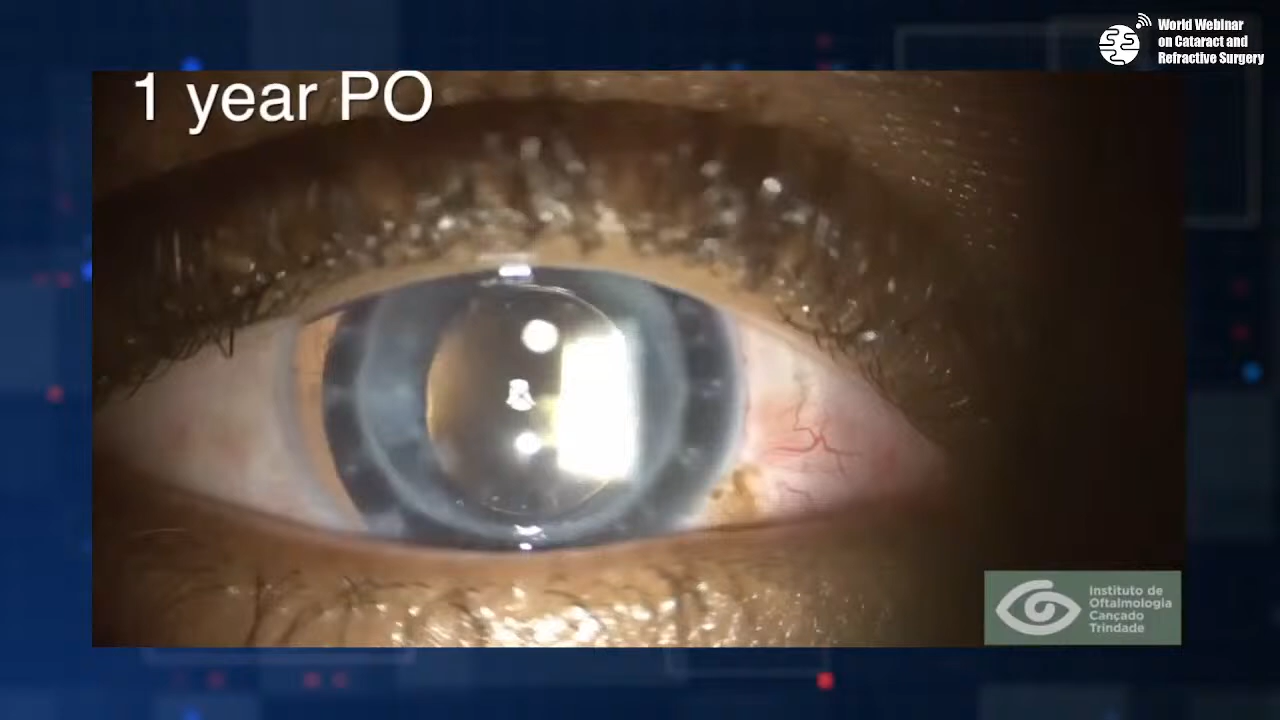 World Webinar
on Cataract and
Refractive Surgery
1 year PO
Instituto de
Oftalmologia
Cançado
Trindade